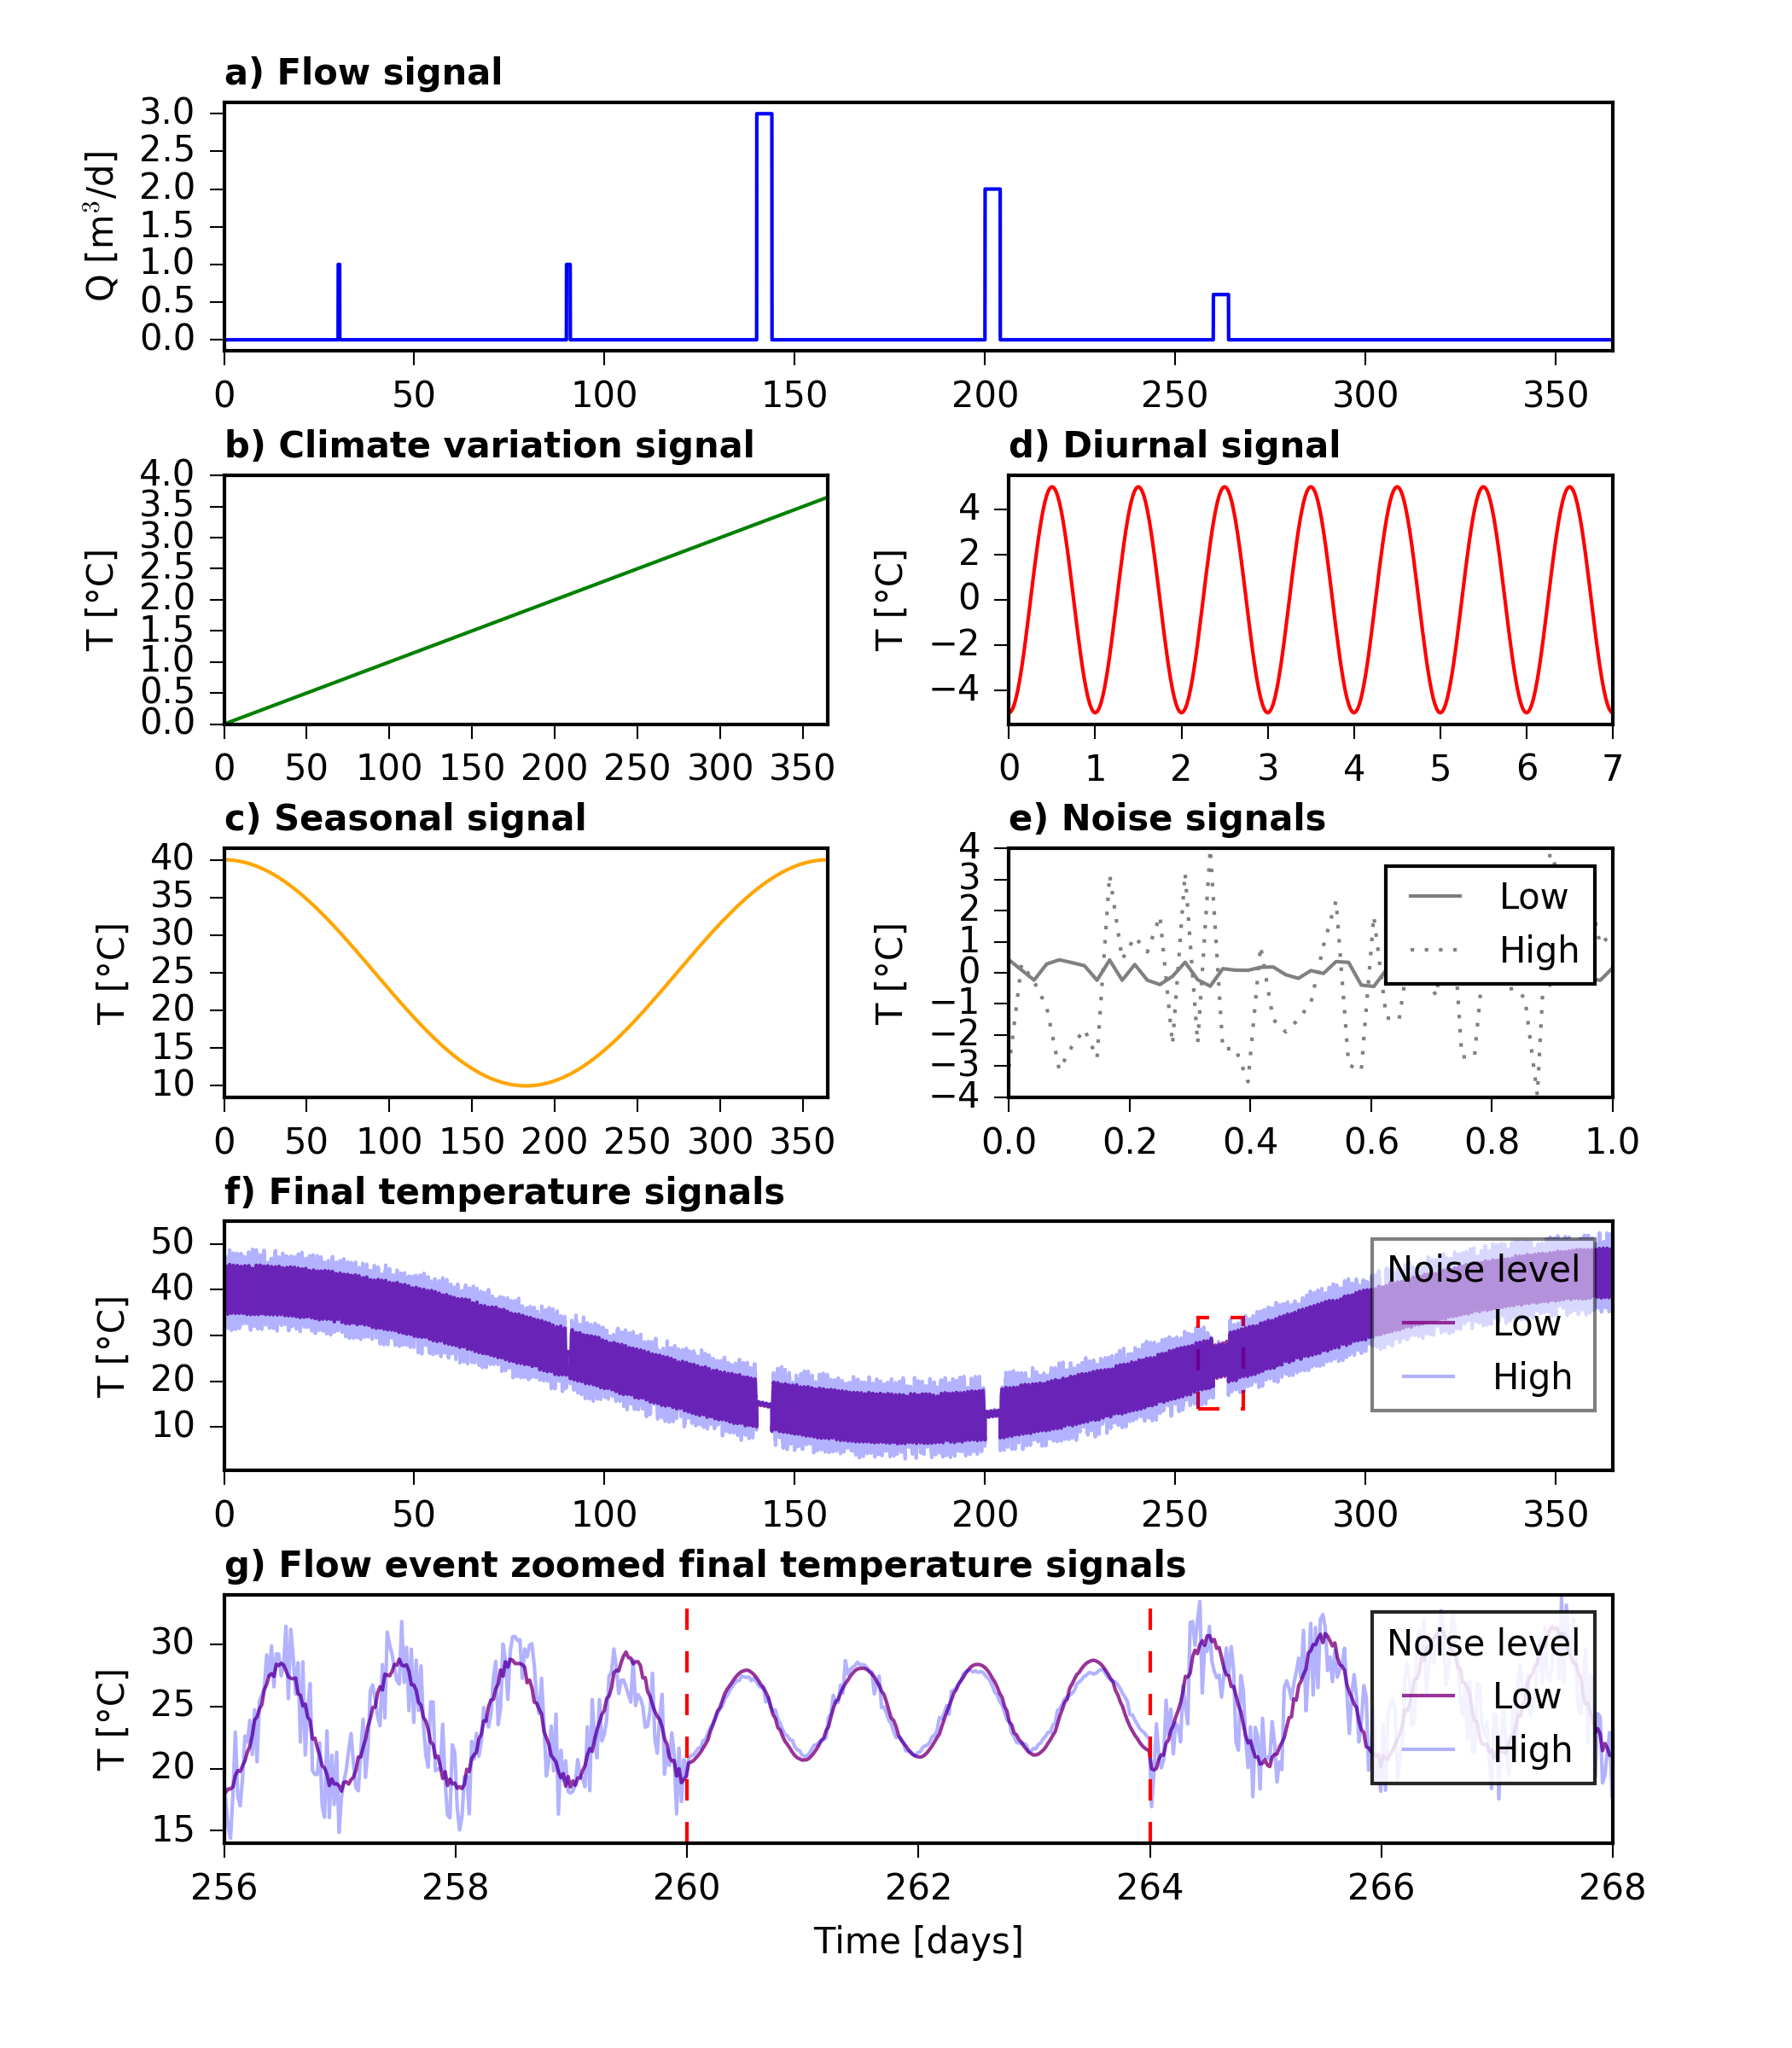 a) Flow signal
Q [m³/d]
3.0
2.5
2.0
1.5
1.0
0.5
0.0
0 50 100 150 200 250 300 350
b) Climate variation signal
T [°C]
4.0
3.5
3.0
2.5
2.0
1.5
1.0
0.5
0.0
0 50 100 150 200 250 300 350
d) Diurnal signal
T [°C]
4
2
0
−2
−4
0 1 2 3 4 5 6 7
c) Seasonal signal
T [°C]
40
35
30
25
20
15
10
0 50 100 150 200 250 300 350
e) Noise signals
T [°C]
4
3
2
1
0
−1
−2
−3
−4
Low
High
0.0 0.2 0.4 0.6 0.8 1.0
f) Final temperature signals
T [°C]
50
40
30
20
10
Noise level
Low
High
0 50 100 150 200 250 300 350
g) Flow event zoomed final temperature signals
T [°C]
30
25
20
15
Noise level
Low
High
256 258 260 262 264 266 268
Time [days]